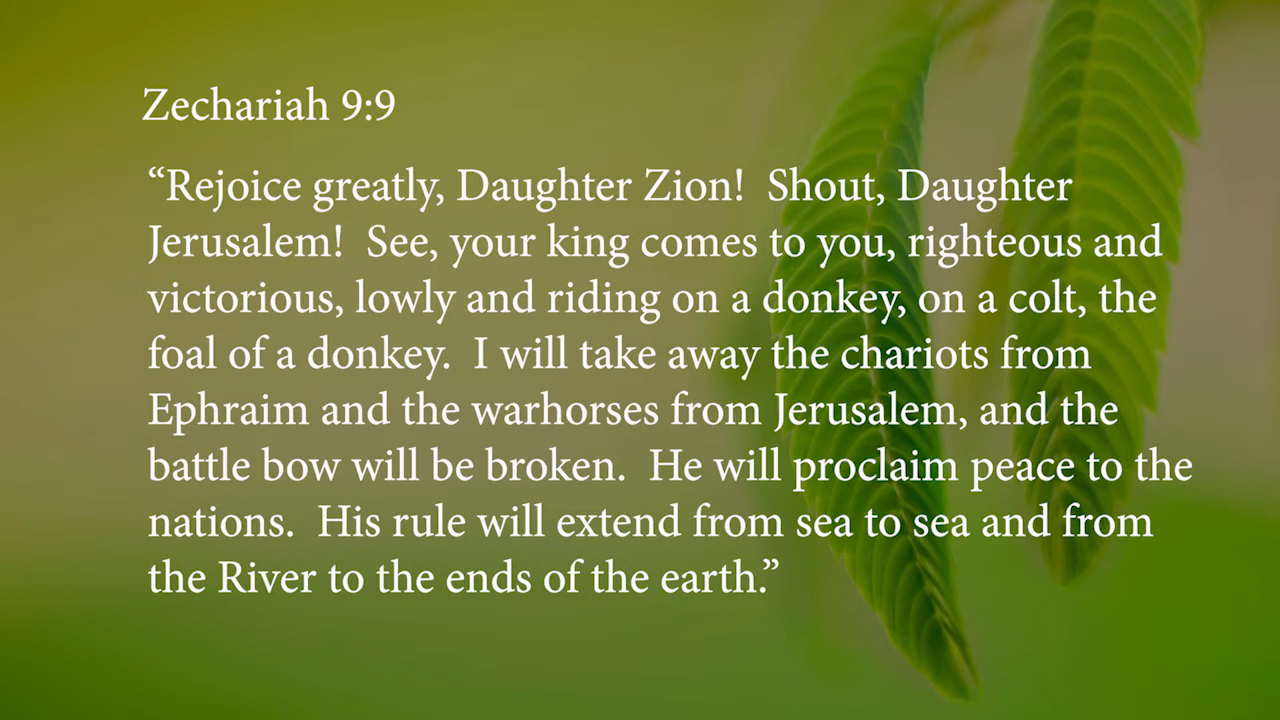 Zechariah 9:9
“Rejoice greatly, Daughter Zion!  Shout, Daughter
Jerusalem!  See, your king comes to you, righteous and
victorious, lowly and riding on a donkey, on a colt, the
foal of a donkey.  I will take away the chariots from
Ephraim and the warhorses from Jerusalem, and the
battle bow will be broken.  He will proclaim peace to the
nations.  His rule will extend from sea to sea and from
the River to the ends of the earth.”